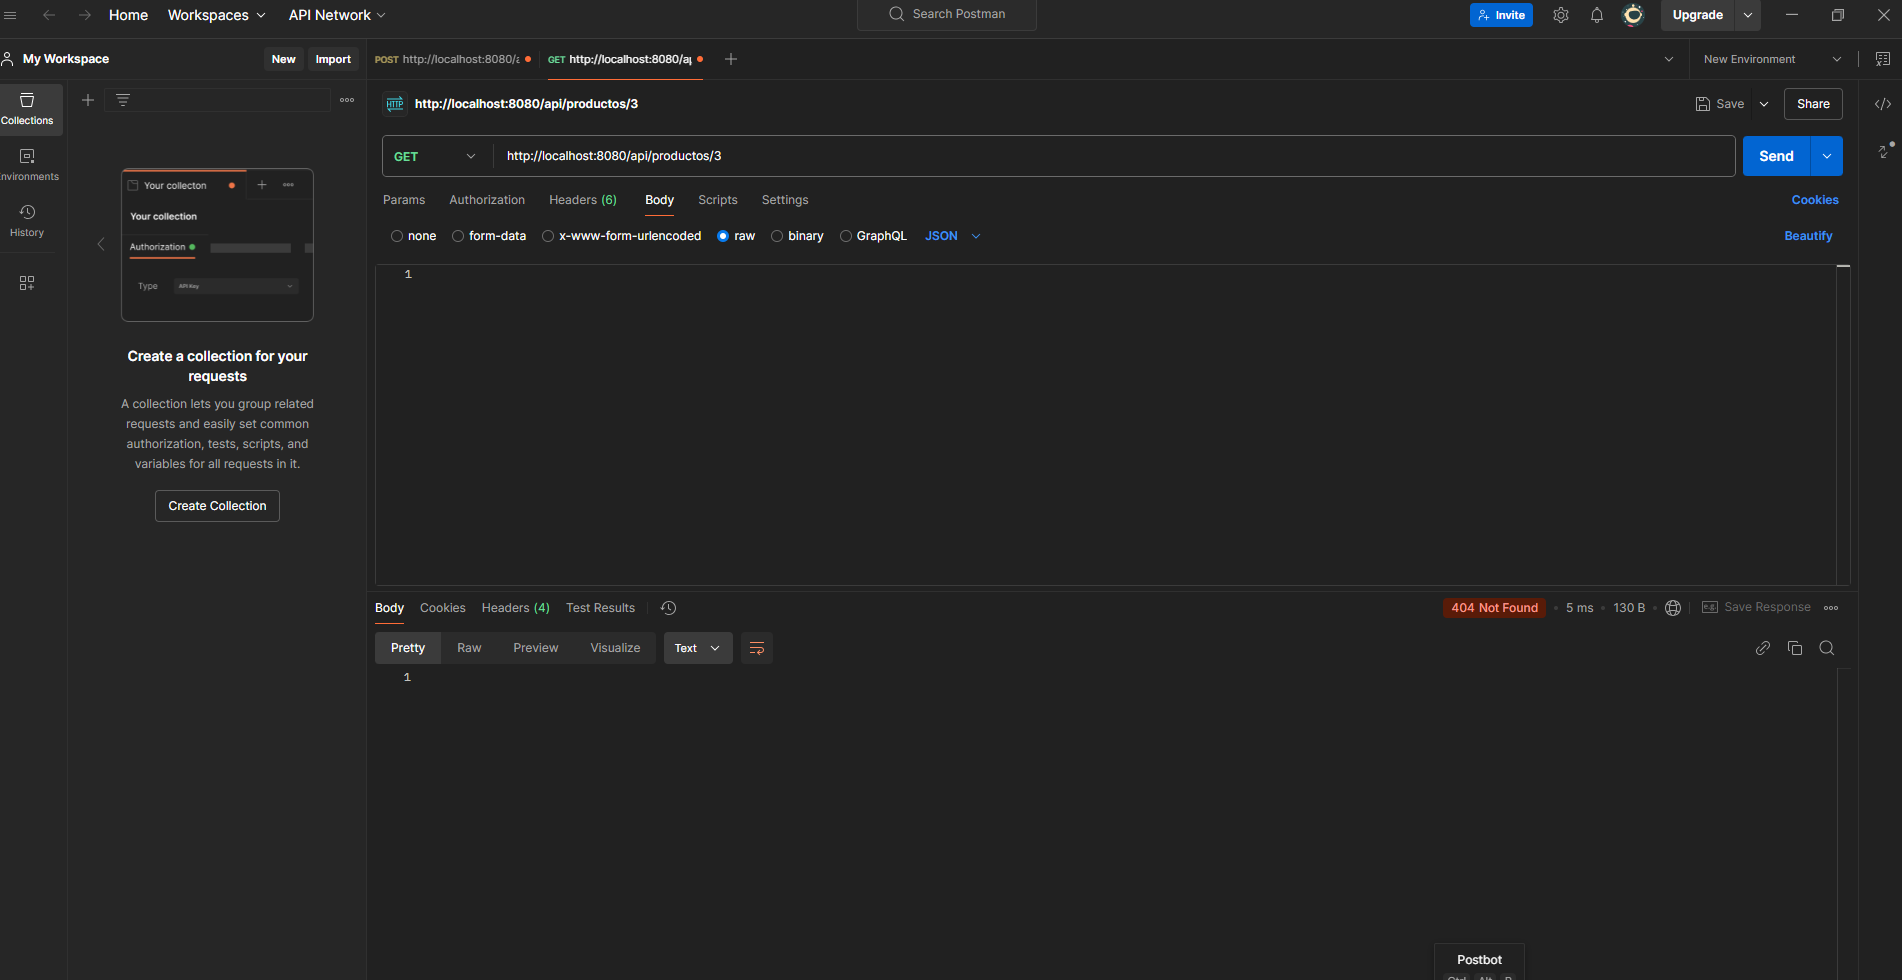 Home Workspaces API Network Search Postman Invite Upgrade
My Workspace New Import POST http://localhost:8080/a GET http://localhost:8080/ap New Environment
Collections
http://localhost:8080/api/productos/3 Save Share
GET http://localhost:8080/api/productos/3 Send
nvironments
Your collecton
Params Authorization Headers (6) Body Scripts Settings Cookies
Your collection
History
none form-data x-www-form-urlencoded raw binary GraphQL JSON Beautify
Authorization
1
Type API Key
Create a collection for your
requests
A collection lets you group related
requests and easily set common
authorization, tests, scripts, and
variables for all requests in it.
Create Collection
Body Cookies Headers (4) Test Results 404 Not Found 5 ms 130 B e.g. Save Response
Pretty Raw Preview Visualize Text
1
Postbot
Ctrl Alt P